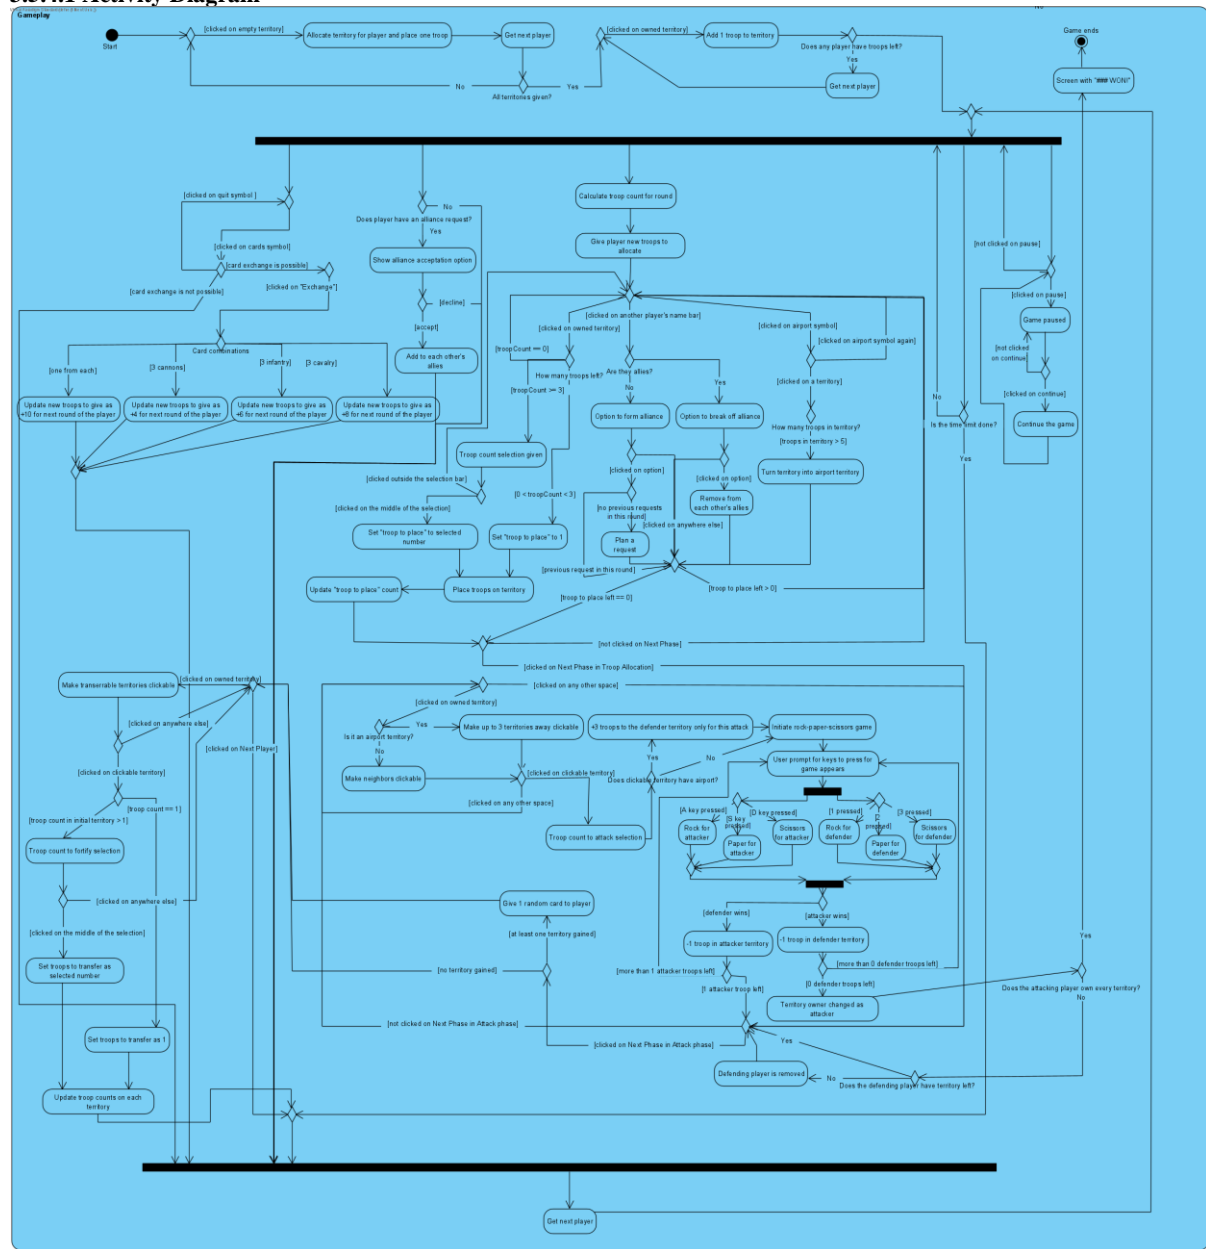 5.5.4.1 Activity Diagram
No
Gameplay
Start
[clicked on empty territory]
Allocate territory for player and place one troop
Get next player
No
Yes
All territories given?
[clicked on owned territory]
Add 1 troop to territory
Does any player have troops left?
Yes
Get next player
Game ends
Screen with "### WON!"
[clicked on quit symbol ]
[clicked on cards symbol]
[card exchange is possible]
[card exchange is not possible]
[clicked on "Exchange"]
Card combinations
[one from each]
[3 cannons]
[3 infantry]
[3 cavalry]
Update new troops to give as
+10 for next round of the player
Update new troops to give as
+4 for next round of the player
Update new troops to give as
+6 for next round of the player
Update new troops to give as
+8 for next round of the player
No
Does player have an alliance request?
Yes
Show alliance acceptation option
[decline]
[accept]
Add to each other's
allies
Calculate troop count for round
Give player new troops to
allocate
[clicked on another player's name bar]
[clicked on owned territory]
[troopCount == 0]
How many troops left?
[troopCount >= 3]
Troop count selection given
[clicked outside the selection bar]
[0 < troopCount < 3]
[clicked on the middle of the selection]
Set "troop to place" to selected
number
Set "troop to place" to 1
Update "troop to place" count
Place troops on territory
Are they allies?
No
Yes
Option to form alliance
Option to break off alliance
[clicked on option]
[clicked on option]
[no previous requests
in this round]
Remove from
each other's allies
[clicked on anywhere else]
Plan a
request
[previous request in this round]
[clicked on airport symbol]
[clicked on airport symbol again]
[clicked on a territory]
How many troops in territory?
[troops in territory > 5]
Turn territory into airport territory
[troop to place left > 0]
[troop to place left == 0]
[not clicked on Next Phase]
[clicked on Next Phase in Troop Allocation]
No
Is the time limit done?
Yes
[not clicked on pause]
[clicked on pause]
Game paused
[not clicked
on continue]
[clicked on continue]
Continue the game
Make transerrable territories clickable
[clicked on owned territory]
[clicked on anywhere else]
[clicked on Next Player]
[clicked on clickable territory]
[troop count == 1]
[troop count in initial territory > 1]
Troop count to fortify selection
[clicked on anywhere else]
[clicked on the middle of the selection]
Set troops to transfer as
selected number
Set troops to transfer as 1
Update troop counts on each
territory
[clicked on any other space]
[clicked on owned territory]
Is it an airport territory?
Yes
No
Make up to 3 territories away clickable
Make neighbors clickable
[clicked on clickable territory]
[clicked on any other space]
Troop count to attack selection
+3 troops to the defender territory only for this attack
Yes
No
Does clickable territory have airport?
Initiate rock-paper-scissors game
User prompt for keys to press for
game appears
[A key pressed]
[S key
pressed]
[D key pressed]
[1 pressed]
[2
pressed]
[3 pressed]
Rock for
attacker
Paper for
attacker
Scissors
for attacker
Rock for
defender
Paper for
defender
Scissors
for defender
[defender wins]
[attacker wins]
-1 troop in attacker territory
-1 troop in defender territory
[more than 1 attacker troops left]
[more than 0 defender troops left]
[1 attacker troop left]
[0 defender troops left]
Territory owner changed as
attacker
Yes
Does the attacking player own every territory?
No
Give 1 random card to player
[at least one territory gained]
[no territory gained]
[not clicked on Next Phase in Attack phase]
[clicked on Next Phase in Attack phase]
Yes
Defending player is removed
No
Does the defending player have territory left?
Get next player